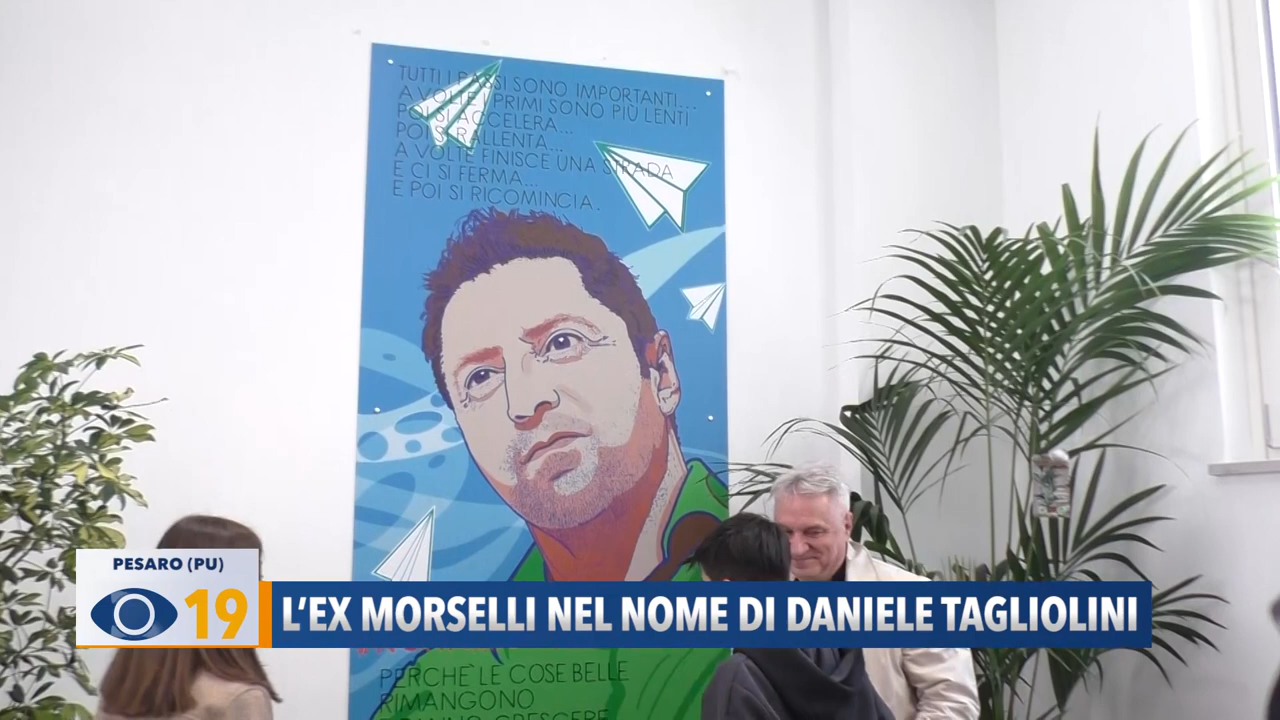 TUTTI I PASSI SONO IMPORTANTI...
A VOLTE I PRIMI SONO PIÙ LENTI
POI SI ACCELERA...
POI SI RALLENTA...
A VOLTE FINISCE UNA STRADA
E CI SI FERMA...
E POI SI RICOMINCIA.
PESARO (PU)
19
L'EX MORSELLI NEL NOME DI DANIELE TAGLIOLINI
PERCHÈ LE COSE BELLE
RIMANGONO
CRESCERE